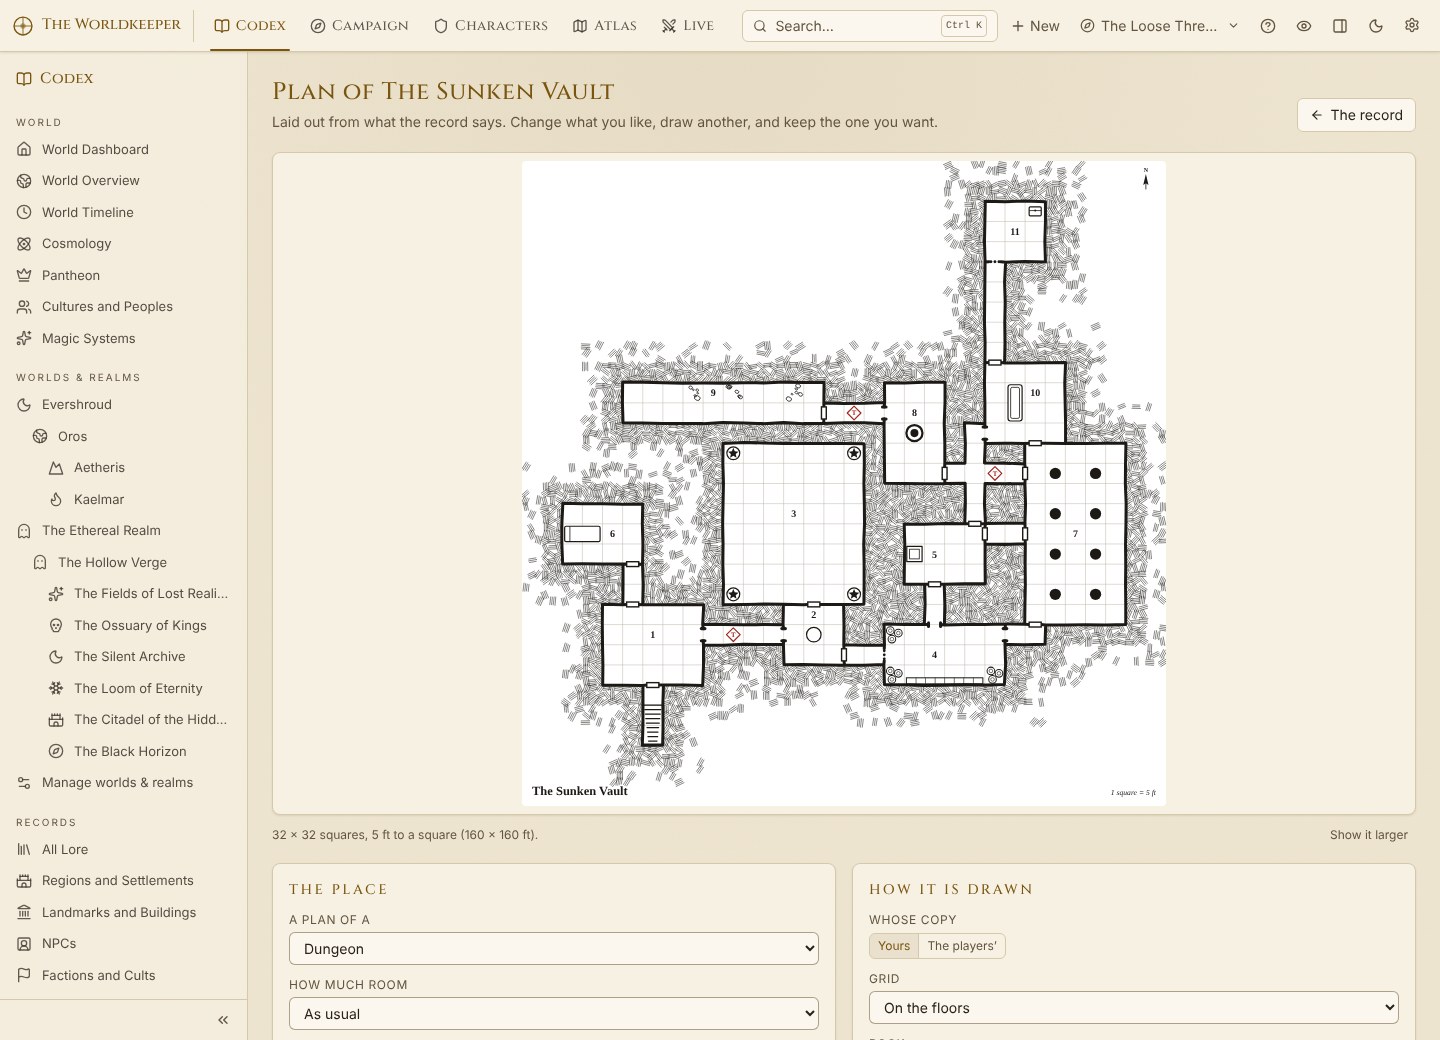 The Worldkeeper
Codex
Campaign
Characters
Atlas
Live
Search...
Ctrl K
New
The Loose Thre...
Codex
WORLD
World Dashboard
World Overview
World Timeline
Cosmology
Pantheon
Cultures and Peoples
Magic Systems
WORLDS & REALMS
Evershroud
Oros
Aetheris
Kaelmar
The Ethereal Realm
The Hollow Verge
The Fields of Lost Reali...
The Ossuary of Kings
The Silent Archive
The Loom of Eternity
The Citadel of the Hidd...
The Black Horizon
Manage worlds & realms
RECORDS
All Lore
Regions and Settlements
Landmarks and Buildings
NPCs
Factions and Cults
Plan of The Sunken Vault
Laid out from what the record says. Change what you like, draw another, and keep the one you want.
The record
N
11
10
9
T
8
T
3
7
6
5
2
1
T
4
The Sunken Vault
1 square = 5 ft
32 × 32 squares, 5 ft to a square (160 × 160 ft).
Show it larger
THE PLACE
A PLAN OF A
Dungeon
HOW MUCH ROOM
As usual
HOW IT IS DRAWN
WHOSE COPY
Yours
The players'
GRID
On the floors